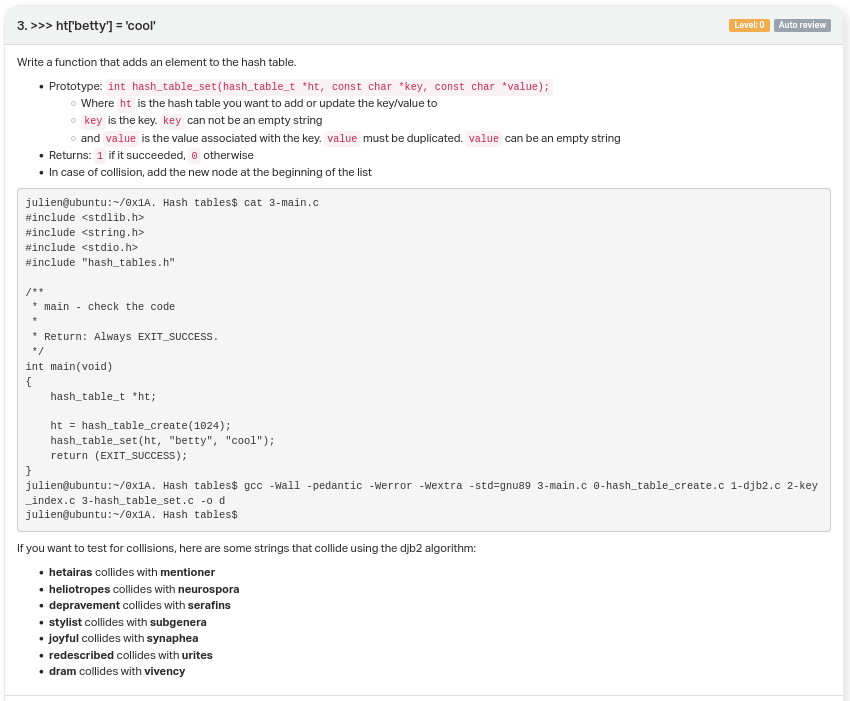 3. >>> ht['betty'] = 'cool'
Level: 0 Auto review
Write a function that adds an element to the hash table.
• Prototype: int hash_table_set(hash_table_t *ht, const char *key, const char *value);
○ Where ht is the hash table you want to add or update the key/value to
○ key is the key. key can not be an empty string
○ and value is the value associated with the key. value must be duplicated. value can be an empty string
• Returns: 1 if it succeeded, 0 otherwise
• In case of collision, add the new node at the beginning of the list
julien@ubuntu:~/0x1A. Hash tables$ cat 3-main.c
#include <stdlib.h>
#include <string.h>
#include <stdio.h>
#include "hash_tables.h"
/**
 * main - check the code
 *
 * Return: Always EXIT_SUCCESS.
 */
int main(void)
{
    hash_table_t *ht;
    ht = hash_table_create(1024);
    hash_table_set(ht, "betty", "cool");
    return (EXIT_SUCCESS);
}
julien@ubuntu:~/0x1A. Hash tables$ gcc -Wall -pedantic -Werror -Wextra -std=gnu89 3-main.c 0-hash_table_create.c 1-djb2.c 2-key
_index.c 3-hash_table_set.c -o d
julien@ubuntu:~/0x1A. Hash tables$
If you want to test for collisions, here are some strings that collide using the djb2 algorithm:
• hetairas collides with mentioner
• heliotropes collides with neurospora
• depravement collides with serafins
• stylist collides with subgenera
• joyful collides with synaphea
• redescribed collides with urites
• dram collides with vivency